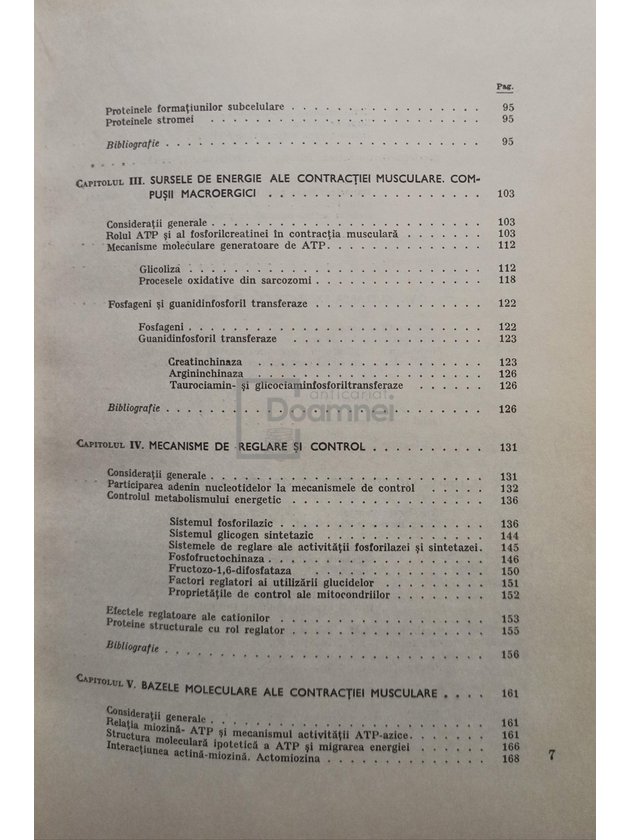 Pag.
Proteinele formațiunilor subcelulare . . . . . . . . . . . . . . . . . 95
Proteinele stromei . . . . . . . . . . . . . . . . . . . . . . . 95
Bibliografie . . . . . . . . . . . . . . . . . . . . . . . . . . 95
CAPITOLUL III. SURSELE DE ENERGIE ALE CONTRACȚIEI MUSCULARE. COM-
PUȘII MACROERGICI . . . . . . . . . . . . . . . . 103
Considerații generale . . . . . . . . . . . . . . . . . . . . . . 103
Rolul ATP și al fosforilcreatinei în contracția musculară . . . . . . . 103
Mecanisme moleculare generatoare de ATP. . . . . . . . . . . . . 112
Glicoliza . . . . . . . . . . . . . . . . . . . . . . . . 112
Procesele oxidative din sarcozomi . . . . . . . . . . . . . . 118
Fosfageni și guanidinfosforil transferaze . . . . . . . . . . . . . . 122
Fosfageni . . . . . . . . . . . . . . . . . . . . . . . . 122
Guanidinfosforil transferaze . . . . . . . . . . . . . . . . . 123
Creatinchinaza . . . . . . . . . . . . . . . . . . . 123
Argininchinaza . . . . . . . . . . . . . . . . . . . 126
Taurociamin- și glicociaminfosforiltransferaze . . . . . . 126
anticariat
Doamnei
Bibliografie . . . . . . . . . . . . . . . . . . . . . . . . . . 126
CAPITOLUL IV. MECANISME DE REGLARE ȘI CONTROL . . . . . . . . . . 131
Considerații generale . . . . . . . . . . . . . . . . . . . . . . 131
Participarea adenin nucleotidelor la mecanismele de control . . . . . 132
Controlul metabolismului energetic . . . . . . . . . . . . . . . . 136
Sistemul fosforilazic . . . . . . . . . . . . . . . . . 136
Sistemul glicogen sintetazic . . . . . . . . . . . . . . 144
Sistemele de reglare ale activității fosforilazei și sintetazei. 145
Fosfofructochinaza . . . . . . . . . . . . . . . . . . 146
Fructozo-1,6-difosfataza . . . . . . . . . . . . . . . 150
Factori reglatori ai utilizării glucidelor . . . . . . . . . 151
Proprietățile de control ale mitocondriilor . . . . . . . . 152
Efectele reglatoare ale cationilor . . . . . . . . . . . . . . . . . 153
Proteine structurale cu rol reglator . . . . . . . . . . . . . . . . 155
Bibliografie . . . . . . . . . . . . . . . . . . . . . . . . . . 156
CAPITOLUL V. BAZELE MOLECULARE ALE CONTRACȚIEI MUSCULARE . . . . 161
Considerații generale . . . . . . . . . . . . . . . . . . . . . . 161
Relația miozină- ATP și mecanismul activității ATP-azice. . . . . . . 161
Structura moleculară ipotetică a ATP și migrarea energiei . . . . . . 166
Interacțiunea actină-miozină. Actomiozina . . . . . . . . . . . . . 168
7